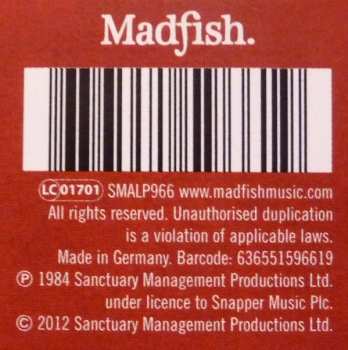 Madfish.
LC 01701 SMALP966 www.madfishmusic.com
All rights reserved. Unauthorised duplication
is a violation of applicable laws.
Made in Germany. Barcode: 636551596619
℗ 1984 Sanctuary Management Productions Ltd.
under licence to Snapper Music Plc.
© 2012 Sanctuary Management Productions Ltd.